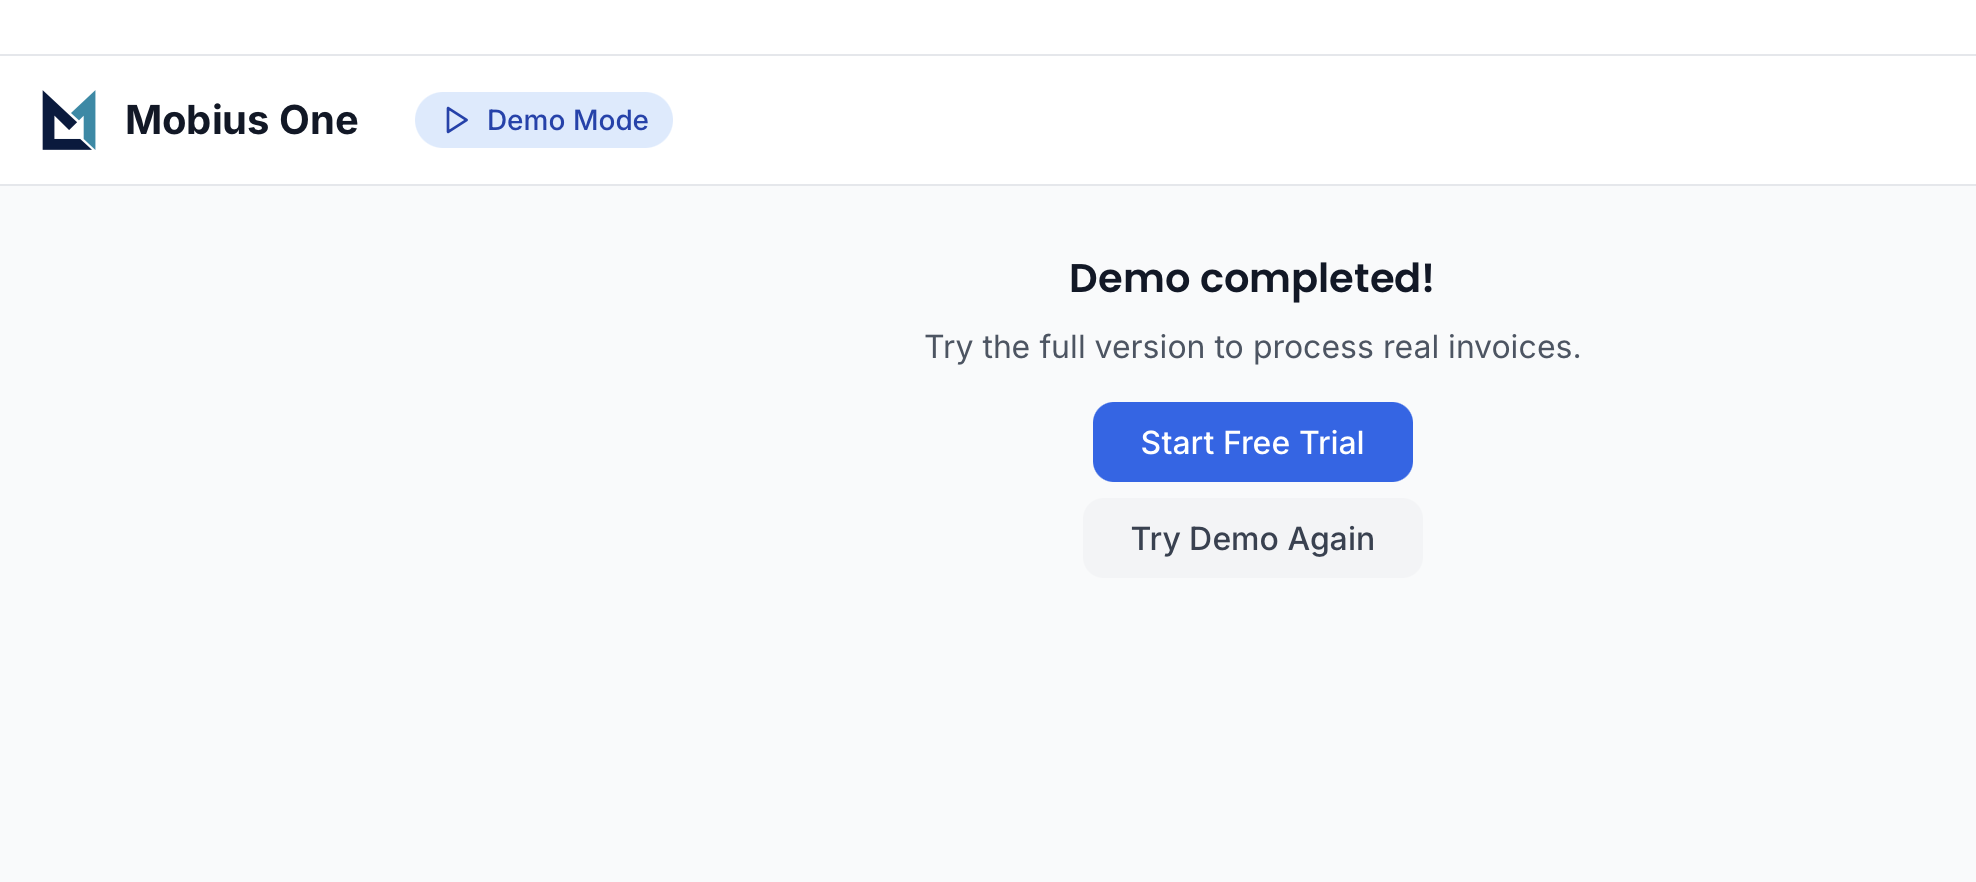 Mobius One
Demo Mode
Demo completed!
Try the full version to process real invoices.
Start Free Trial
Try Demo Again